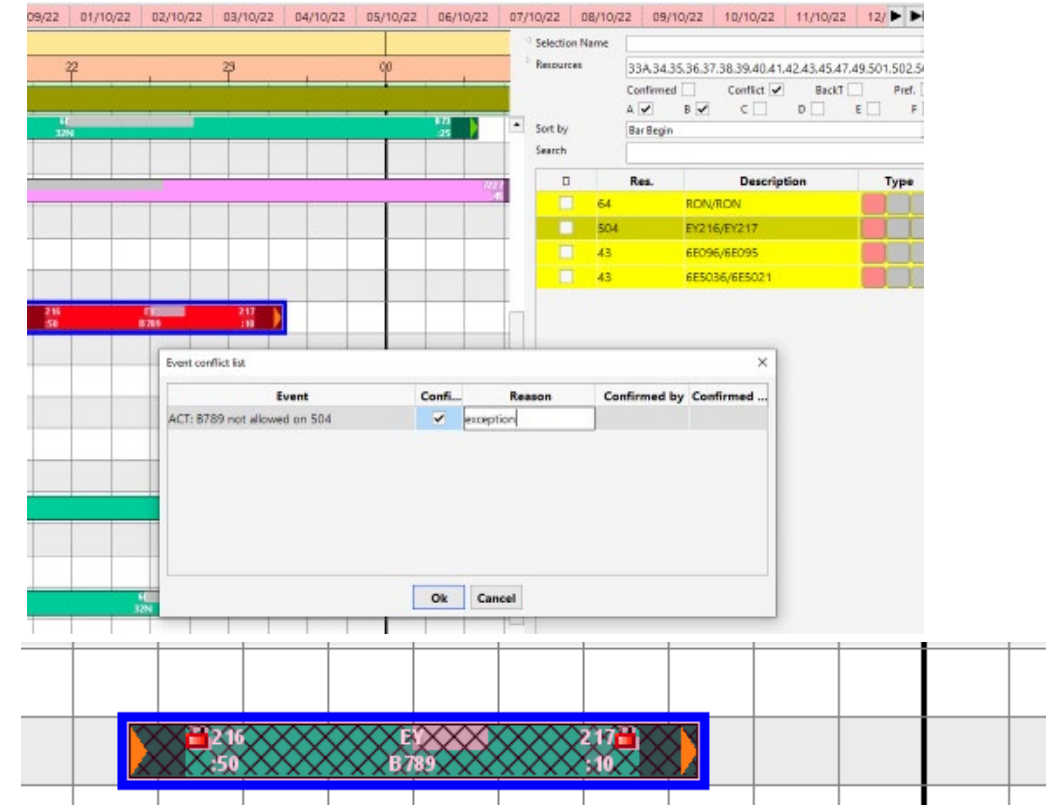 09/22 01/10/22 02/10/22 03/10/22 04/10/22 05/10/22 06/10/22 07/10/22 08/10/22 09/10/22 10/10/22 11/10/22 12/
22 23 00
Selection Name
Resources 33A.34.35.36.37.38.39.40.41.42.43.45.47.49.501.502.50
Confirmed Conflict BackT Pref.
A B C D E F
Sort by Bar Begin
Search
32N :25
Res. Description Type
64 RON/RON
504 EY216/EY217
43 6E096/6E095
43 6E5036/6E5021
216 EY 217
:50 B789 :10
Event conflict list
Event Confi... Reason Confirmed by Confirmed ...
ACT: B789 not allowed on 504 exception
Ok Cancel
32N
216 EY 217
:50 B789 :10